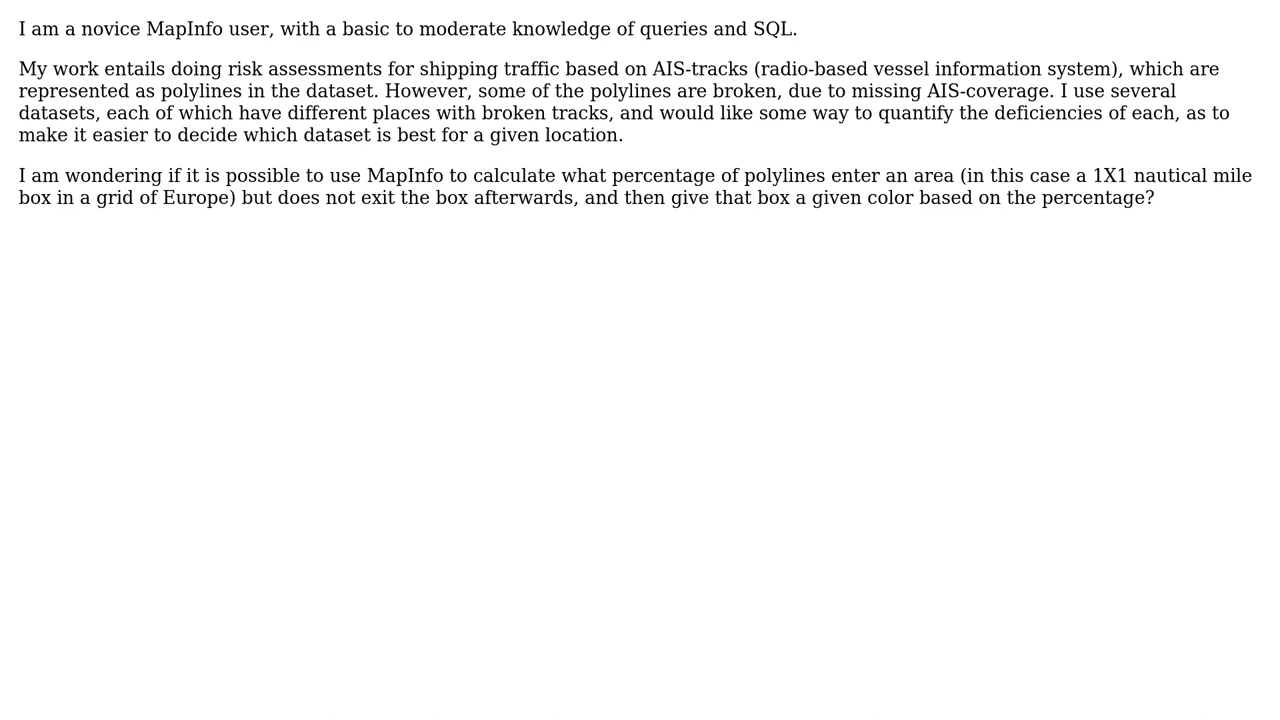 I am a novice MapInfo user, with a basic to moderate knowledge of queries and SQL.
My work entails doing risk assessments for shipping traffic based on AIS-tracks (radio-based vessel information system), which are
represented as polylines in the dataset. However, some of the polylines are broken, due to missing AIS-coverage. I use several
datasets, each of which have different places with broken tracks, and would like some way to quantify the deficiencies of each, as to
make it easier to decide which dataset is best for a given location.
I am wondering if it is possible to use MapInfo to calculate what percentage of polylines enter an area (in this case a 1X1 nautical mile
box in a grid of Europe) but does not exit the box afterwards, and then give that box a given color based on the percentage?